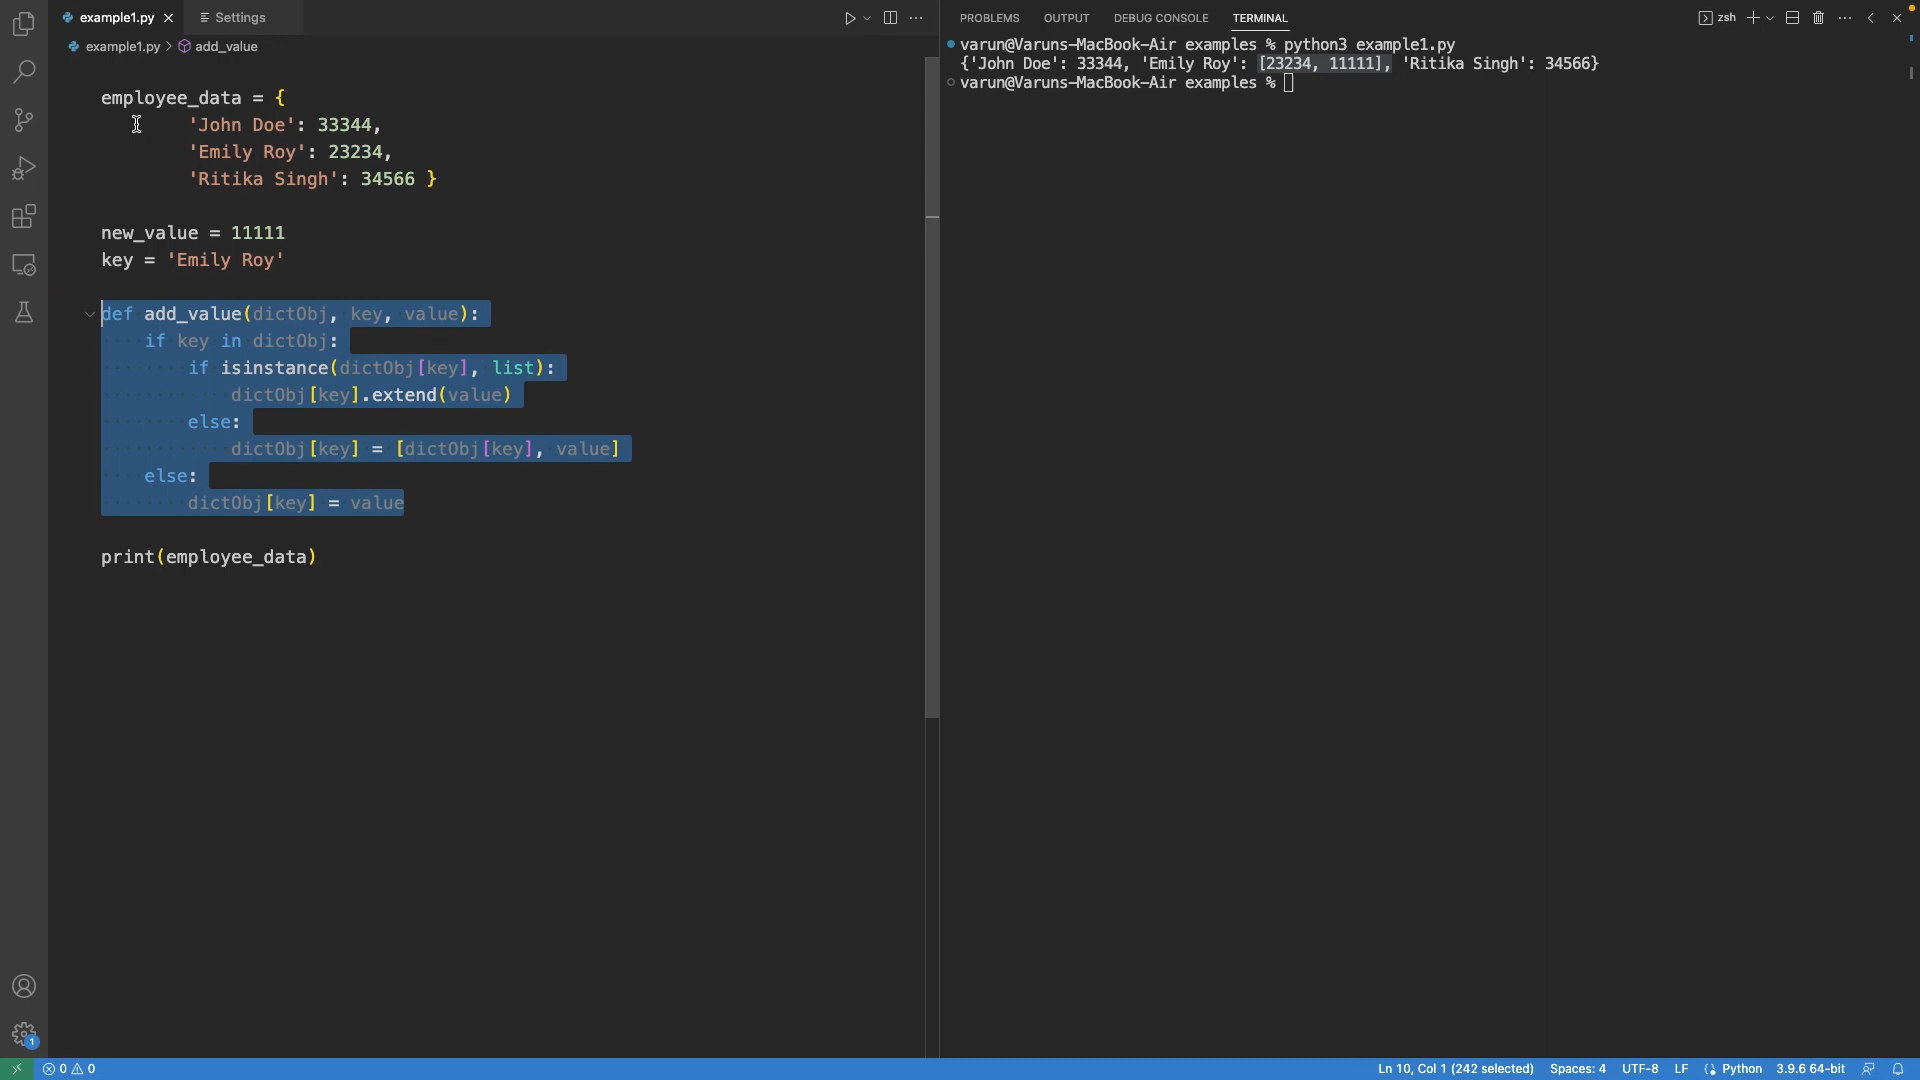 example1.py
Settings
PROBLEMS OUTPUT DEBUG CONSOLE TERMINAL
zsh
example1.py > add_value
employee_data = {
'John Doe': 33344,
'Emily Roy': 23234,
'Ritika Singh': 34566 }
new_value = 11111
key = 'Emily Roy'
def add_value(dictObj, key, value):
if key in dictObj:
if isinstance(dictObj[key], list):
dictObj[key].extend(value)
else:
dictObj[key] = [dictObj[key], value]
else:
dictObj[key] = value
print(employee_data)
varun@Varuns-MacBook-Air examples % python3 example1.py
{'John Doe': 33344, 'Emily Roy': [23234, 11111], 'Ritika Singh': 34566}
varun@Varuns-MacBook-Air examples %
1
0 0
Ln 10, Col 1 (242 selected) Spaces: 4 UTF-8 LF Python 3.9.6 64-bit